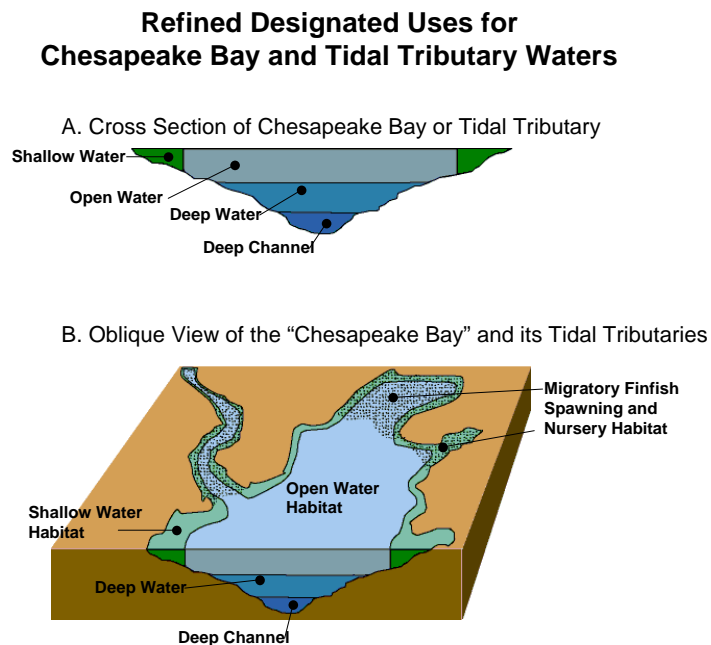 Refined Designated Uses for
Chesapeake Bay and Tidal Tributary Waters
A. Cross Section of Chesapeake Bay or Tidal Tributary
Shallow Water
Open Water
Deep Water
Deep Channel
B. Oblique View of the “Chesapeake Bay” and its Tidal Tributaries
Migratory Finfish
Spawning and
Nursery Habitat
Open Water
Habitat
Shallow Water
Habitat
Deep Water
Deep Channel